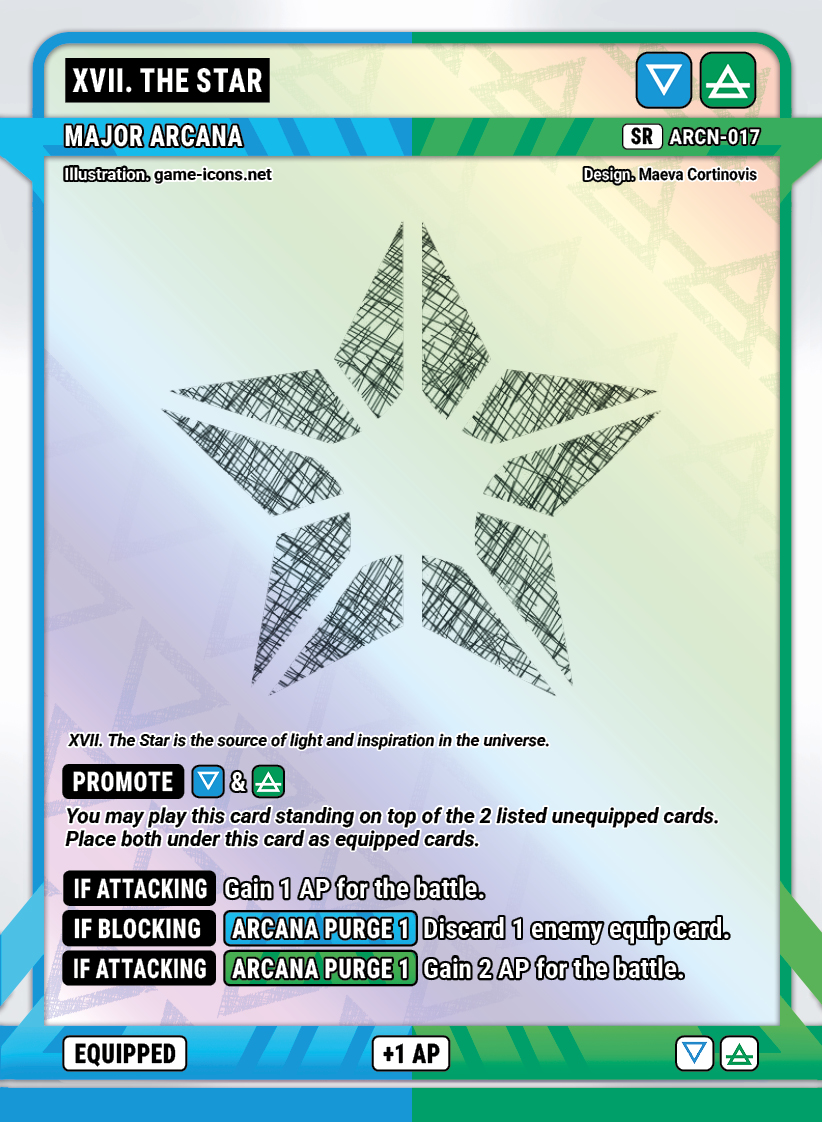 XVII. THE STAR
MAJOR ARCANA
SR ARCN-017
Illustration. game-icons.net
Design. Maeva Cortinovis
XVII. The Star is the source of light and inspiration in the universe.
PROMOTE &
You may play this card standing on top of the 2 listed unequipped cards.
Place both under this card as equipped cards.
IF ATTACKING Gain 1 AP for the battle.
IF BLOCKING ARCANA PURGE 1 Discard 1 enemy equip card.
IF ATTACKING ARCANA PURGE 1 Gain 2 AP for the battle.
EQUIPPED
+1 AP